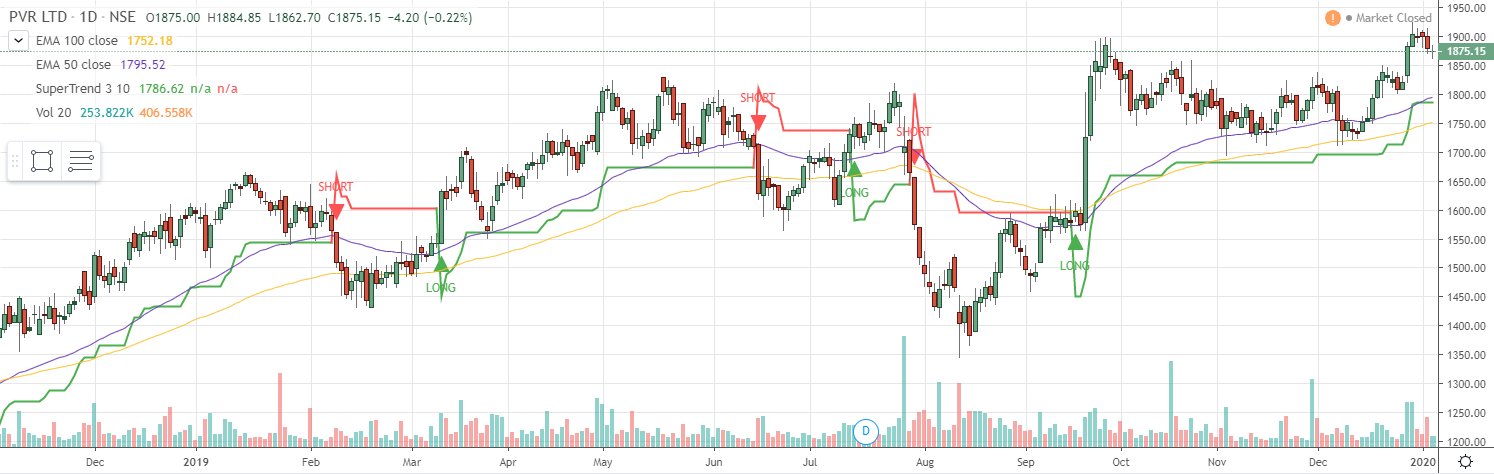 PVR LTD · 1D · NSE O1875.00 H1884.85 L1862.70 C1875.15 −4.20 (−0.22%)
! Market Closed
EMA 100 close 1752.18
EMA 50 close 1795.52
SuperTrend 3 10 1786.62 n/a n/a
Vol 20 253.822K 406.558K
1950.00
1900.00
1875.15
1850.00
1800.00
1750.00
1700.00
1650.00
1600.00
1550.00
1500.00
1450.00
1400.00
1350.00
1300.00
1250.00
1200.00
SHORT
LONG
SHORT
LONG
SHORT
LONG
D
Dec 2019 Feb Mar Apr May Jun Jul Aug Sep Oct Nov Dec 2020